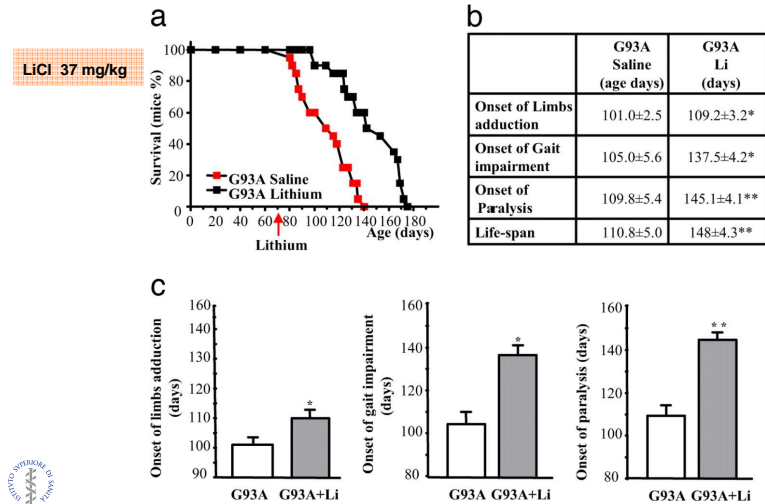 LiCl 37 mg/kg
a
Survival (mice %)
100
80
60
40
20
0
G93A Saline
G93A Lithium
0 20 40 60 80 100 120 140 160 180
Age (days)
Lithium
b
G93A Saline (age days)
G93A Li (days)
Onset of Limbs adduction 101.0±2.5 109.2±3.2*
Onset of Gait impairment 105.0±5.6 137.5±4.2*
Onset of Paralysis 109.8±5.4 145.1±4.1**
Life-span 110.8±5.0 148±4.3**
c
Onset of limbs adduction (days)
160
140
130
120
110
100
90
*
G93A G93A+Li
Onset of gait impairment (days)
160
140
120
100
80
*
G93A G93A+Li
Onset of paralysis (days)
160
140
120
100
80
**
G93A G93A+Li
ISTITVTO SVPERIORE DI SANITÀ